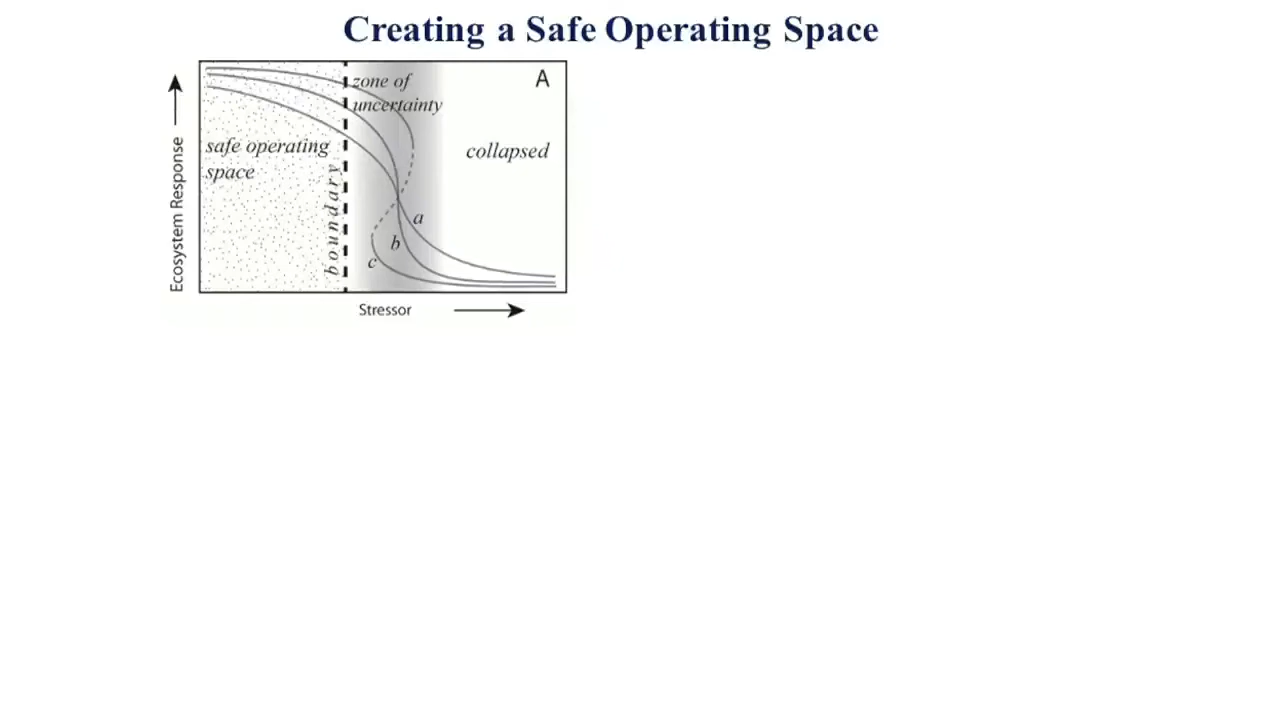 Creating a Safe Operating Space
A
zone of
uncertainty
safe operating
space
collapsed
boundary
a
b
c
Ecosystem Response
Stressor